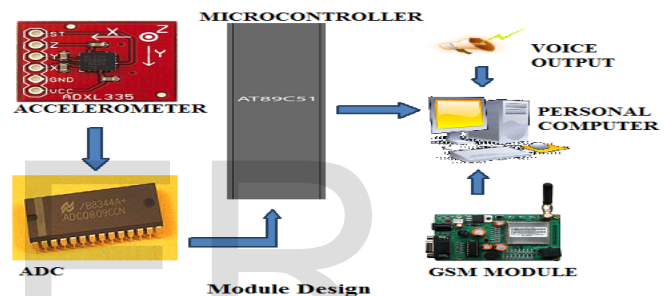 MICROCONTROLLER
ST
Z
Y
X
GND
VCC
X
Z
Y
ADXL335
ACCELEROMETER
AT89C51
VOICE
OUTPUT
PERSONAL
COMPUTER
ADC0809CCN
ADC
GSM MODULE
Module Design